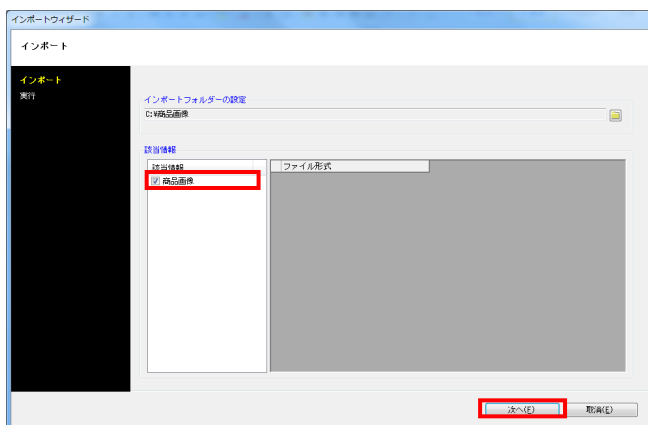 インポートウィザード
インポート
インポート
実行
インポートフォルダーの設定
C:¥商品画像
該当情報
該当情報
ファイル形式
商品画像
次へ(F)
取消(E)